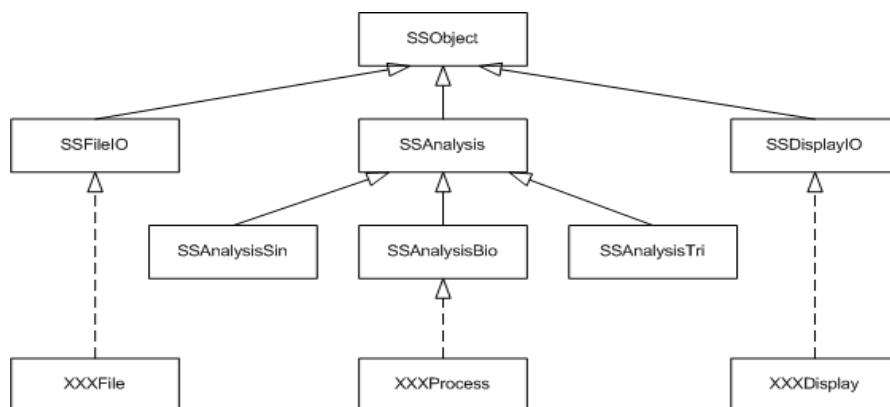 SSObject
SSFileIO
SSAnalysis
SSDisplayIO
SSAnalysisSin
SSAnalysisBio
SSAnalysisTri
XXXFile
XXXProcess
XXXDisplay